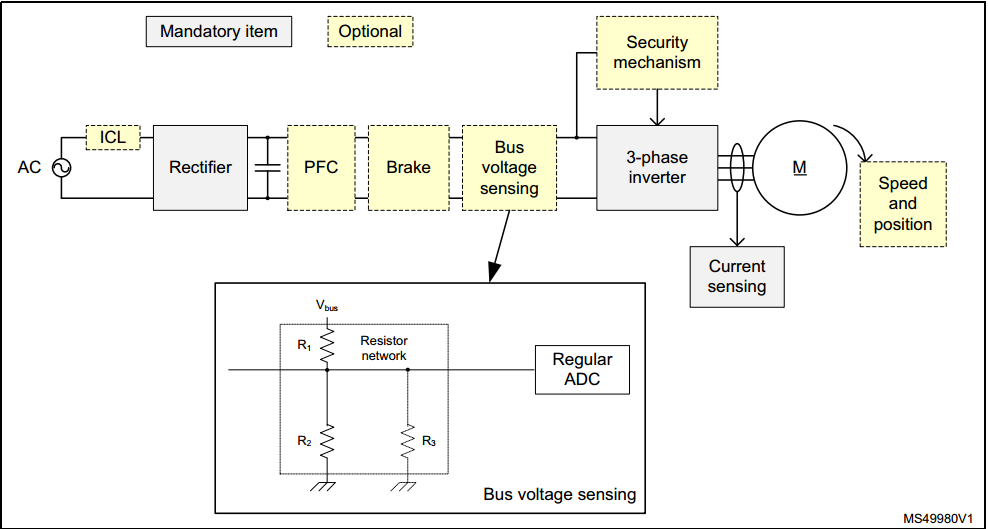 Mandatory item
Optional
Security
mechanism
AC
ICL
Rectifier
PFC
Brake
Bus
voltage
sensing
3-phase
inverter
M
Speed
and
position
Current
sensing
Vbus
R1
Resistor
network
Regular
ADC
R2
R3
Bus voltage sensing
MS49980V1